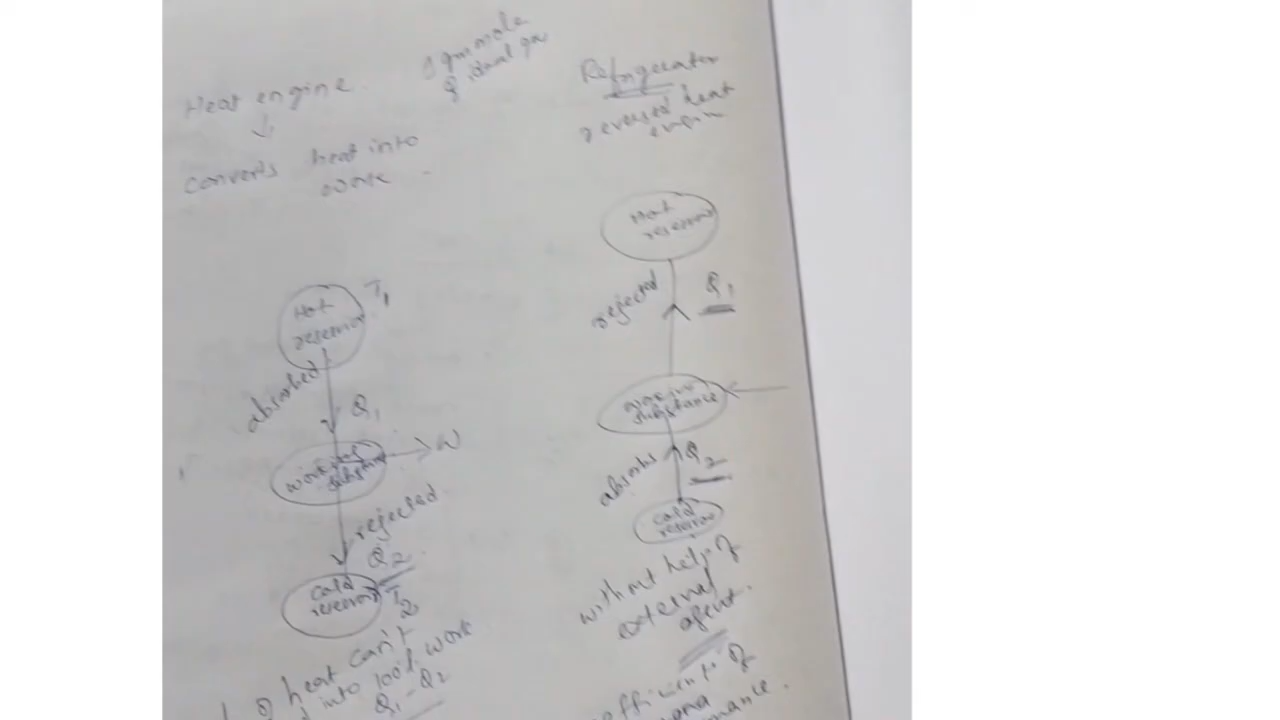 Heat engine.
↓
converts heat into
work
1 gm mole
of ideal gas
Hot
reservoir
T1
absorbed
Q1
working
substance
W
rejected
Q2
Cold
reservoir
T2
heat can't
into 100% work
Q1 - Q2
Refrigerator
reversed heat
engine
Hot
reservoir
rejected
Q1
working
substance
absorbs
Q2
cold
reservoir
without help of
external
agent.
of